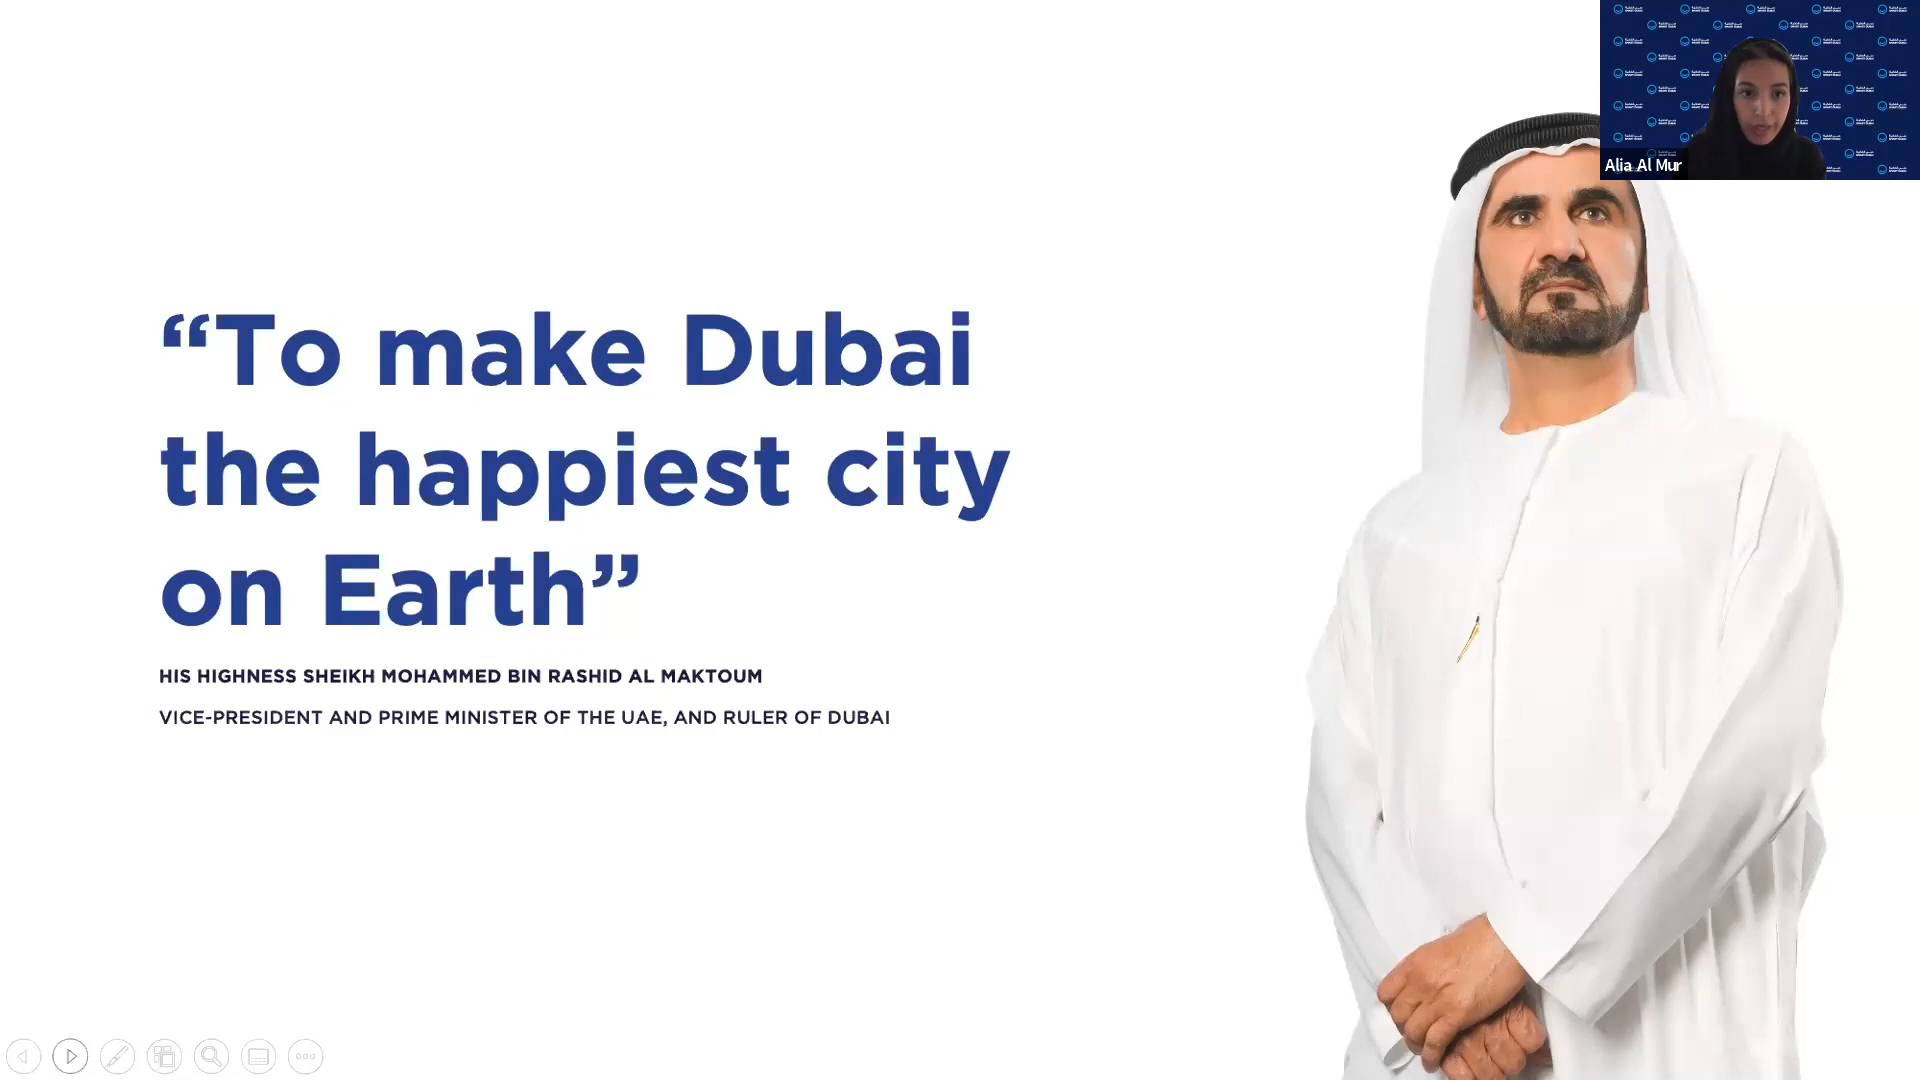 “To make Dubai
the happiest city
on Earth”
HIS HIGHNESS SHEIKH MOHAMMED BIN RASHID AL MAKTOUM
VICE-PRESIDENT AND PRIME MINISTER OF THE UAE, AND RULER OF DUBAI
Alia Al Mur